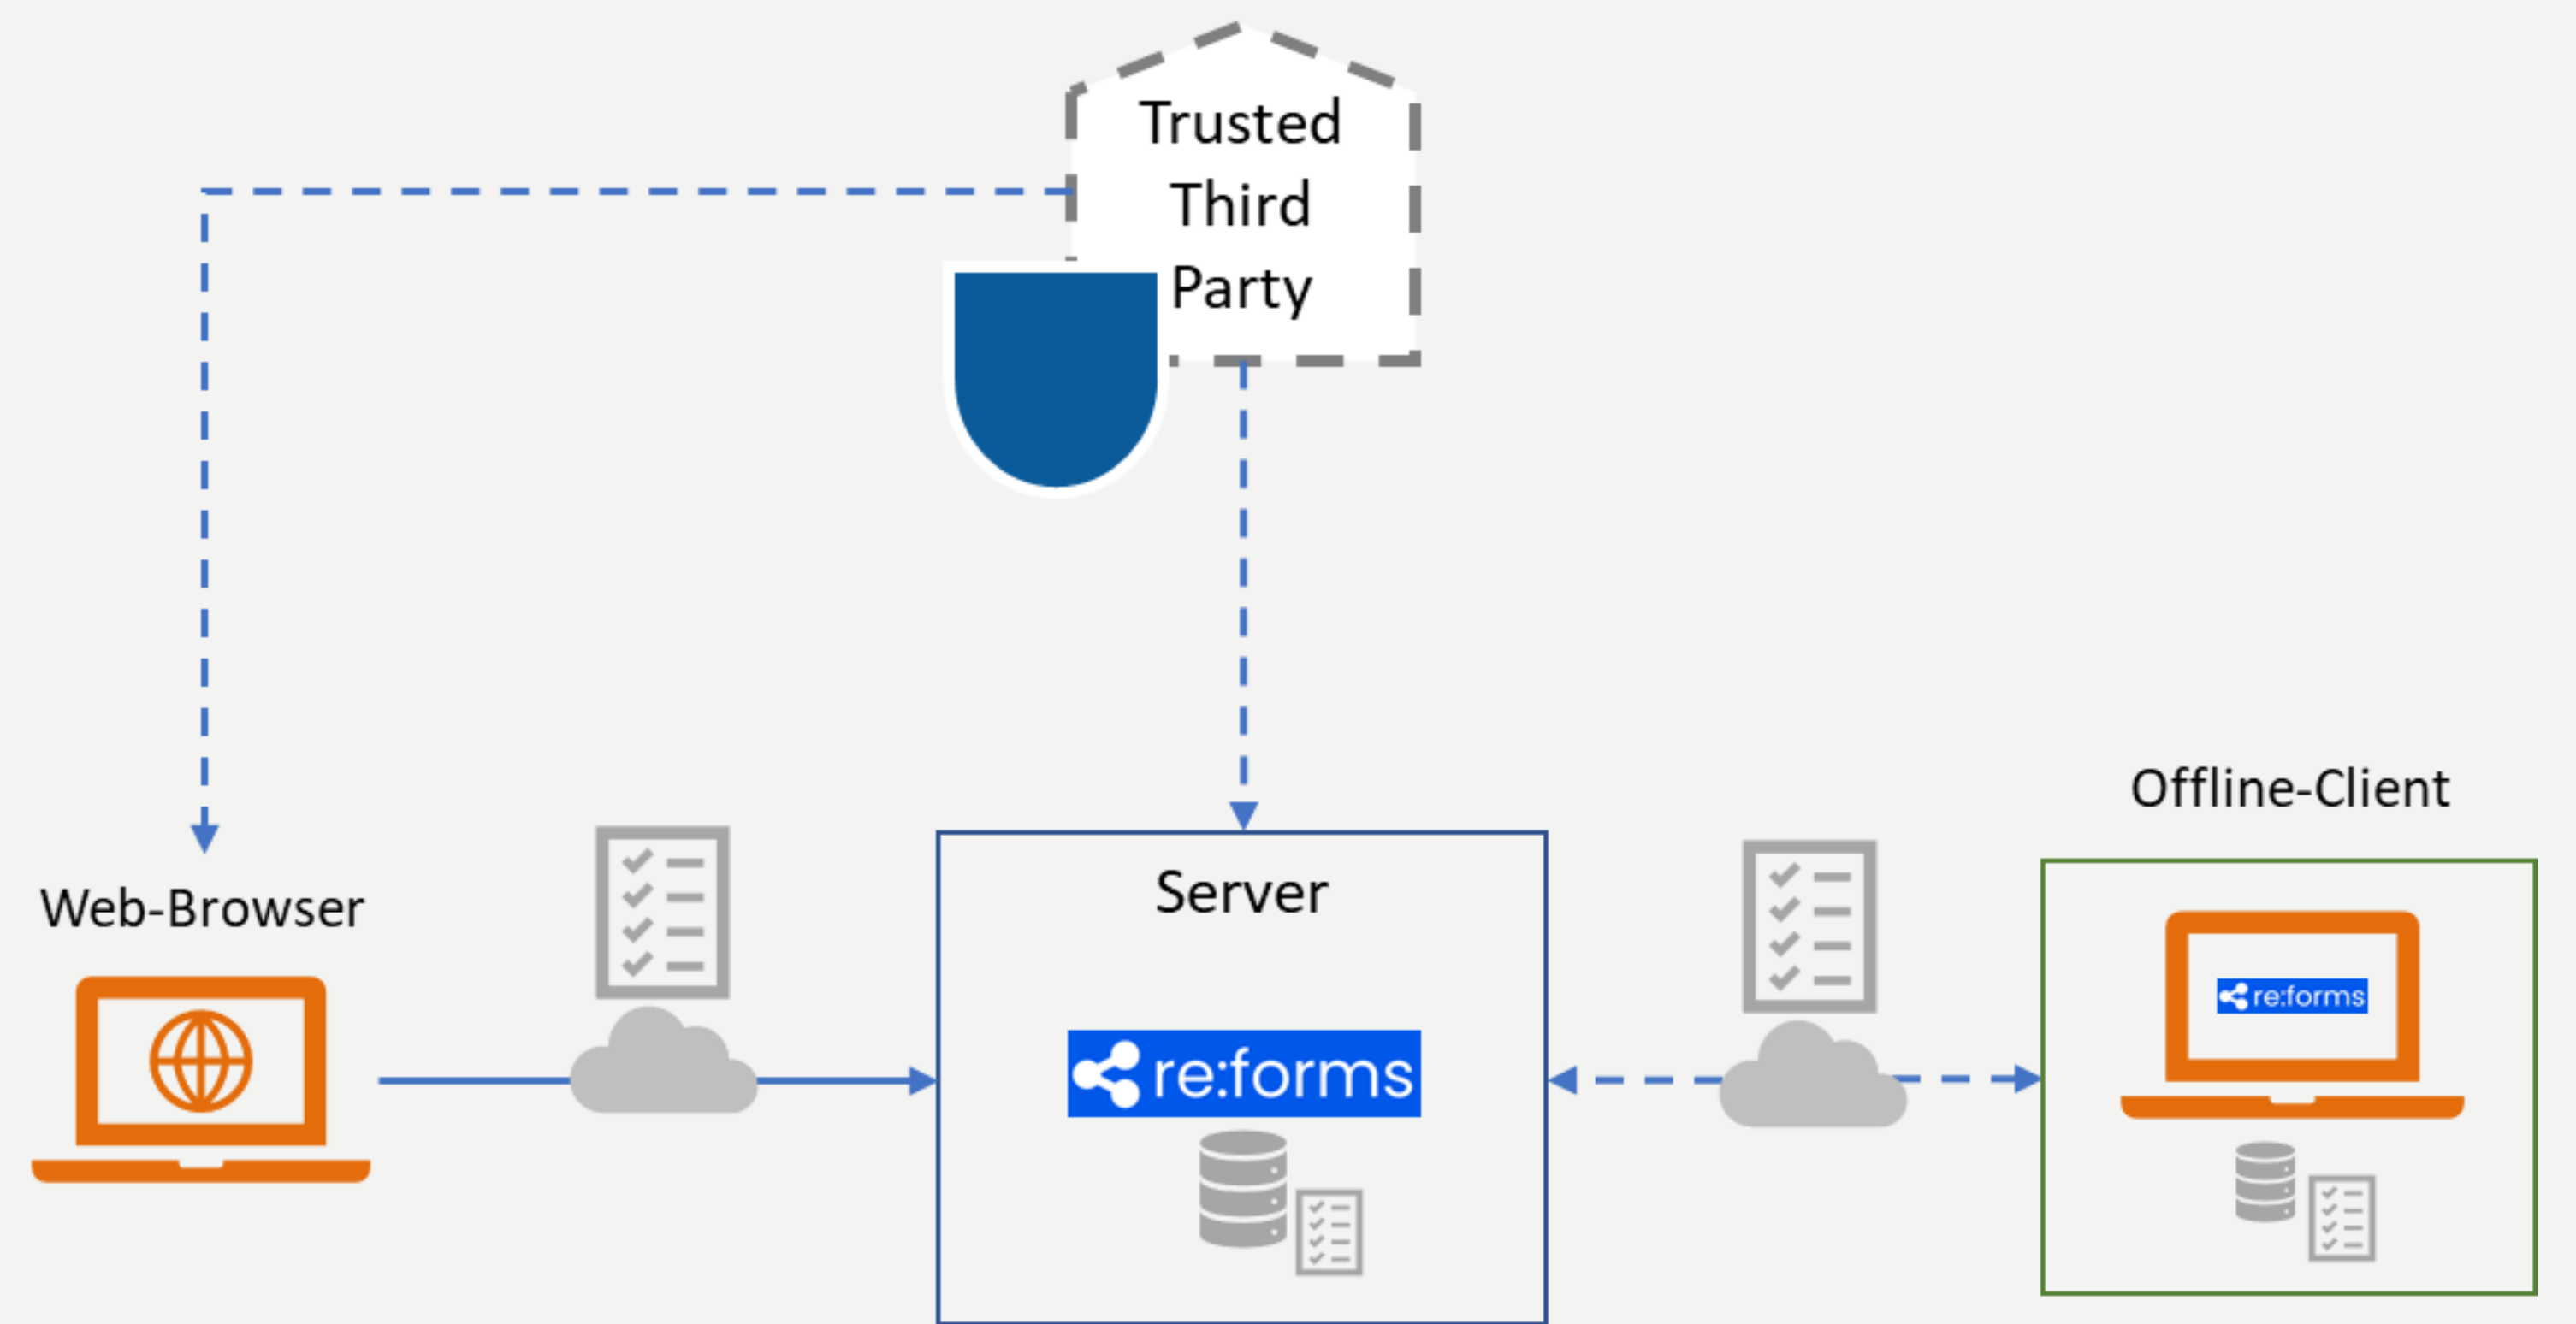 Trusted
Third
Party
Web-Browser
Server
re:forms
Offline-Client
re:forms